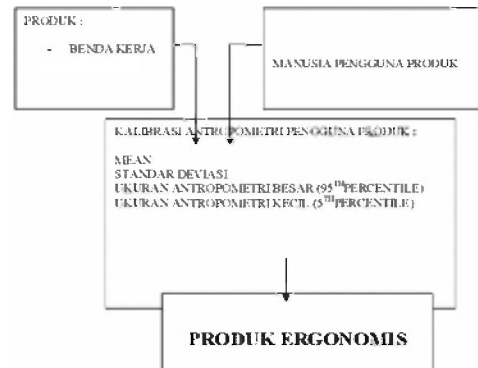 PRODUK :
- BENDA KERJA
MANUSIA PENGGUNA PRODUK
KALIBRASI ANTROPOMETRI PENGGUNA PRODUK :
MEAN
STANDAR DEVIASI
UKURAN ANTROPOMETRI BESAR (95TH PERCENTILE)
UKURAN ANTROPOMETRI KECIL (5TH PERCENTILE)
PRODUK ERGONOMIS